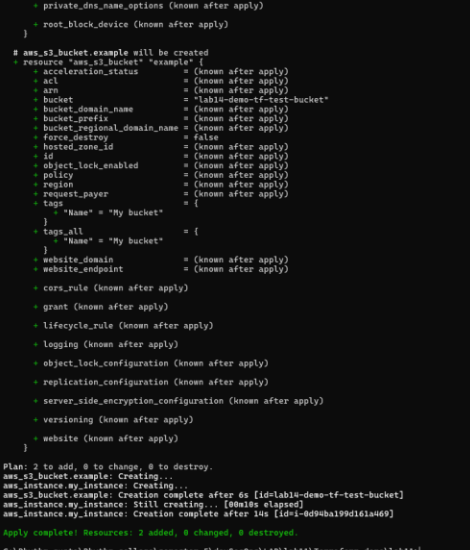 + private_dns_name_options (known after apply)
+ root_block_device (known after apply)
}
# aws_s3_bucket.example will be created
+ resource "aws_s3_bucket" "example" {
+ acceleration_status = (known after apply)
+ acl = (known after apply)
+ arn = (known after apply)
+ bucket = "lab14-demo-tf-test-bucket"
+ bucket_domain_name = (known after apply)
+ bucket_prefix = (known after apply)
+ bucket_regional_domain_name = (known after apply)
+ force_destroy = false
+ hosted_zone_id = (known after apply)
+ id = (known after apply)
+ object_lock_enabled = (known after apply)
+ policy = (known after apply)
+ region = (known after apply)
+ request_payer = (known after apply)
+ tags = {
+ "Name" = "My bucket"
}
+ tags_all = {
+ "Name" = "My bucket"
}
+ website_domain = (known after apply)
+ website_endpoint = (known after apply)
+ cors_rule (known after apply)
+ grant (known after apply)
+ lifecycle_rule (known after apply)
+ logging (known after apply)
+ object_lock_configuration (known after apply)
+ replication_configuration (known after apply)
+ server_side_encryption_configuration (known after apply)
+ versioning (known after apply)
+ website (known after apply)
}
Plan: 2 to add, 0 to change, 0 to destroy.
aws_s3_bucket.example: Creating...
aws_instance.my_instance: Creating...
aws_s3_bucket.example: Creation complete after 6s [id=lab14-demo-tf-test-bucket]
aws_instance.my_instance: Still creating... [00m10s elapsed]
aws_instance.my_instance: Creation complete after 14s [id=i-0d94ba199d161a469]
Apply complete! Resources: 2 added, 0 changed, 0 destroyed.